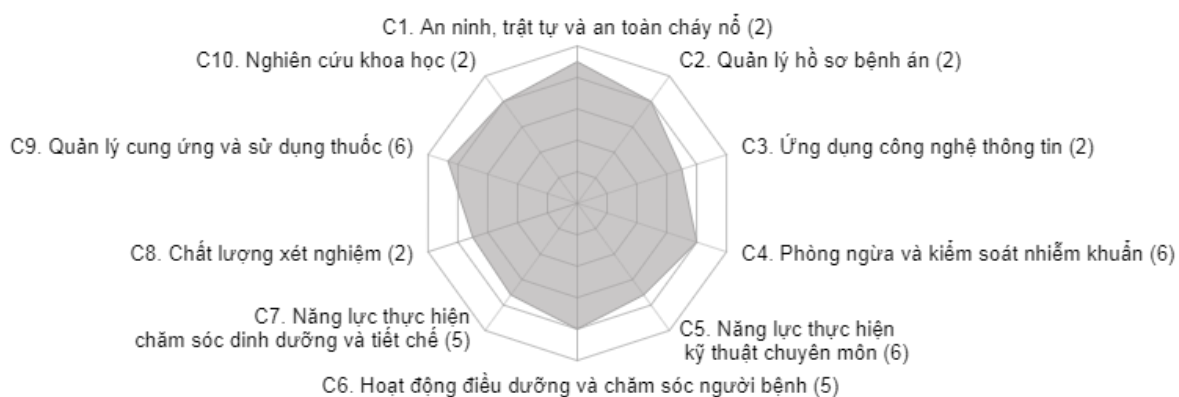 C1. An ninh, trật tự và an toàn cháy nổ (2)
C2. Quản lý hồ sơ bệnh án (2)
C3. Ứng dụng công nghệ thông tin (2)
C4. Phòng ngừa và kiểm soát nhiễm khuẩn (6)
C5. Năng lực thực hiện
kỹ thuật chuyên môn (6)
C6. Hoạt động điều dưỡng và chăm sóc người bệnh (5)
C7. Năng lực thực hiện
chăm sóc dinh dưỡng và tiết chế (5)
C8. Chất lượng xét nghiệm (2)
C9. Quản lý cung ứng và sử dụng thuốc (6)
C10. Nghiên cứu khoa học (2)